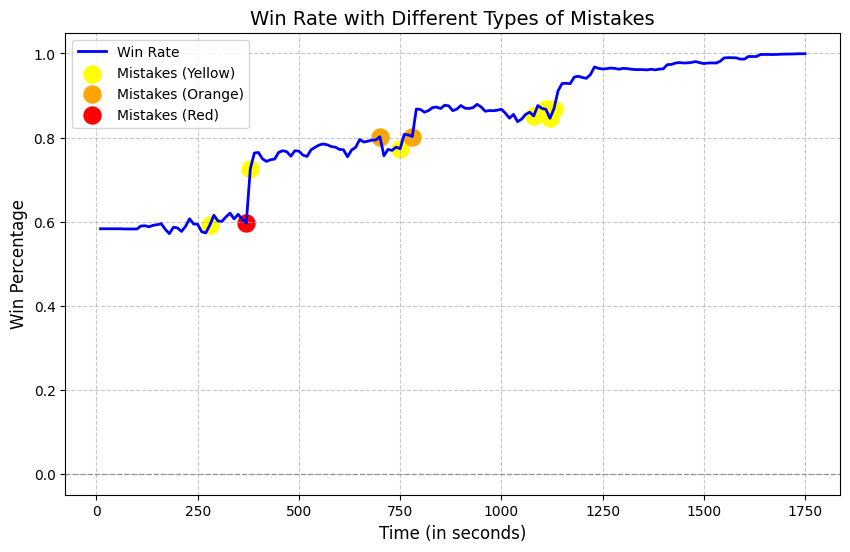 Win Rate with Different Types of Mistakes
Win Rate
Mistakes (Yellow)
Mistakes (Orange)
Mistakes (Red)
Win Percentage
1.0
0.8
0.6
0.4
0.2
0.0
0 250 500 750 1000 1250 1500 1750
Time (in seconds)